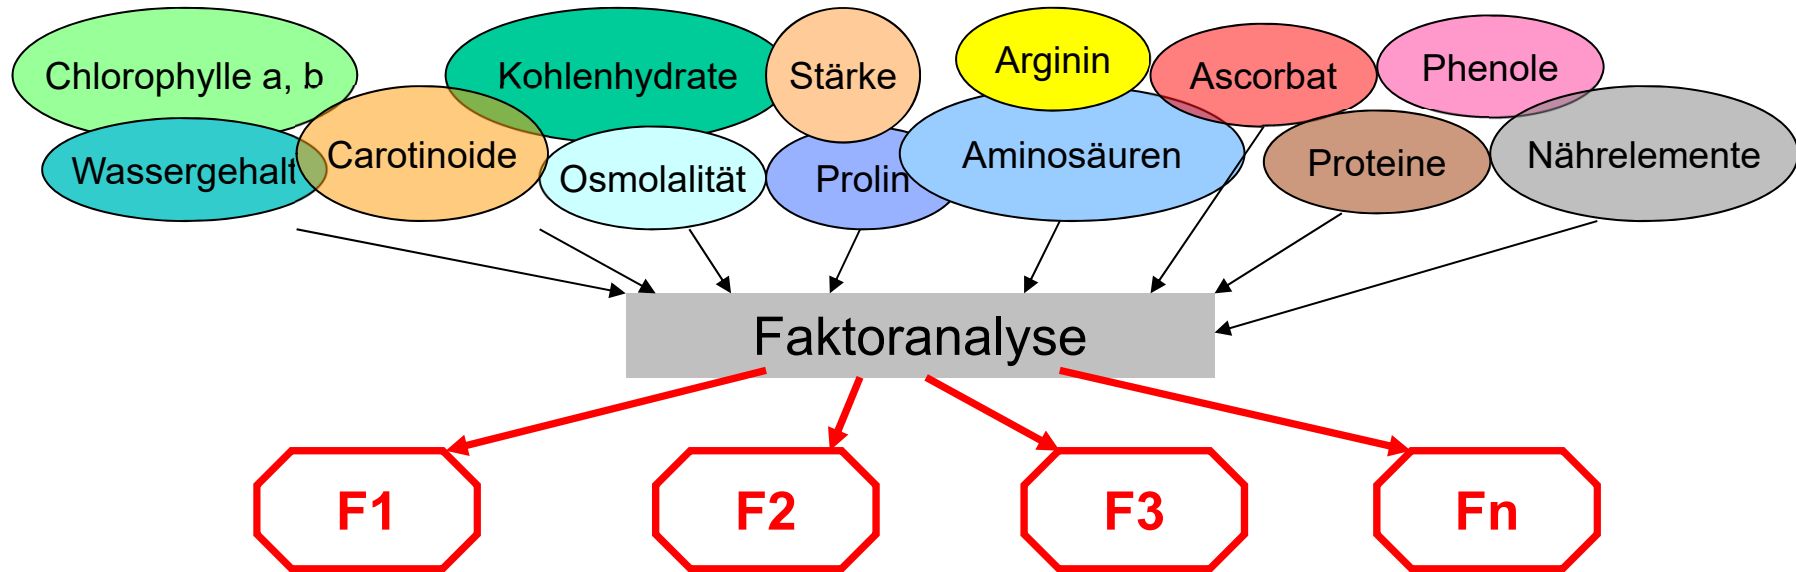 Chlorophylle a, b
Kohlenhydrate
Stärke
Arginin
Ascorbat
Phenole
Wassergehalt
Carotinoide
Osmolalität
Prolin
Aminosäuren
Proteine
Nährelemente
Faktoranalyse
F1
F2
F3
Fn